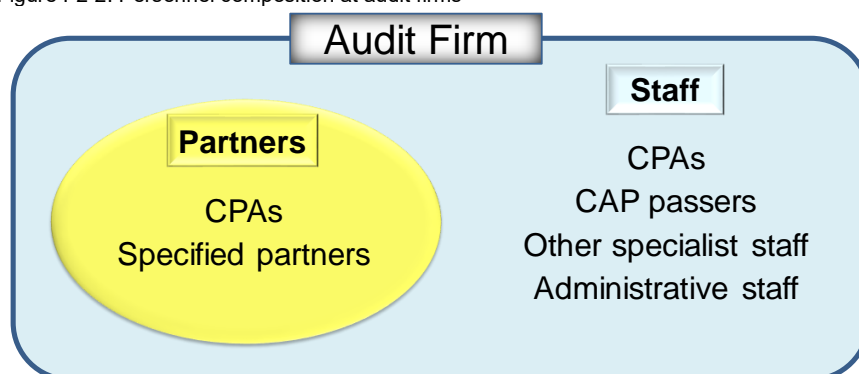 Audit Firm
Partners
CPAs
Specified partners
Staff
CPAs
CAP passers
Other specialist staff
Administrative staff